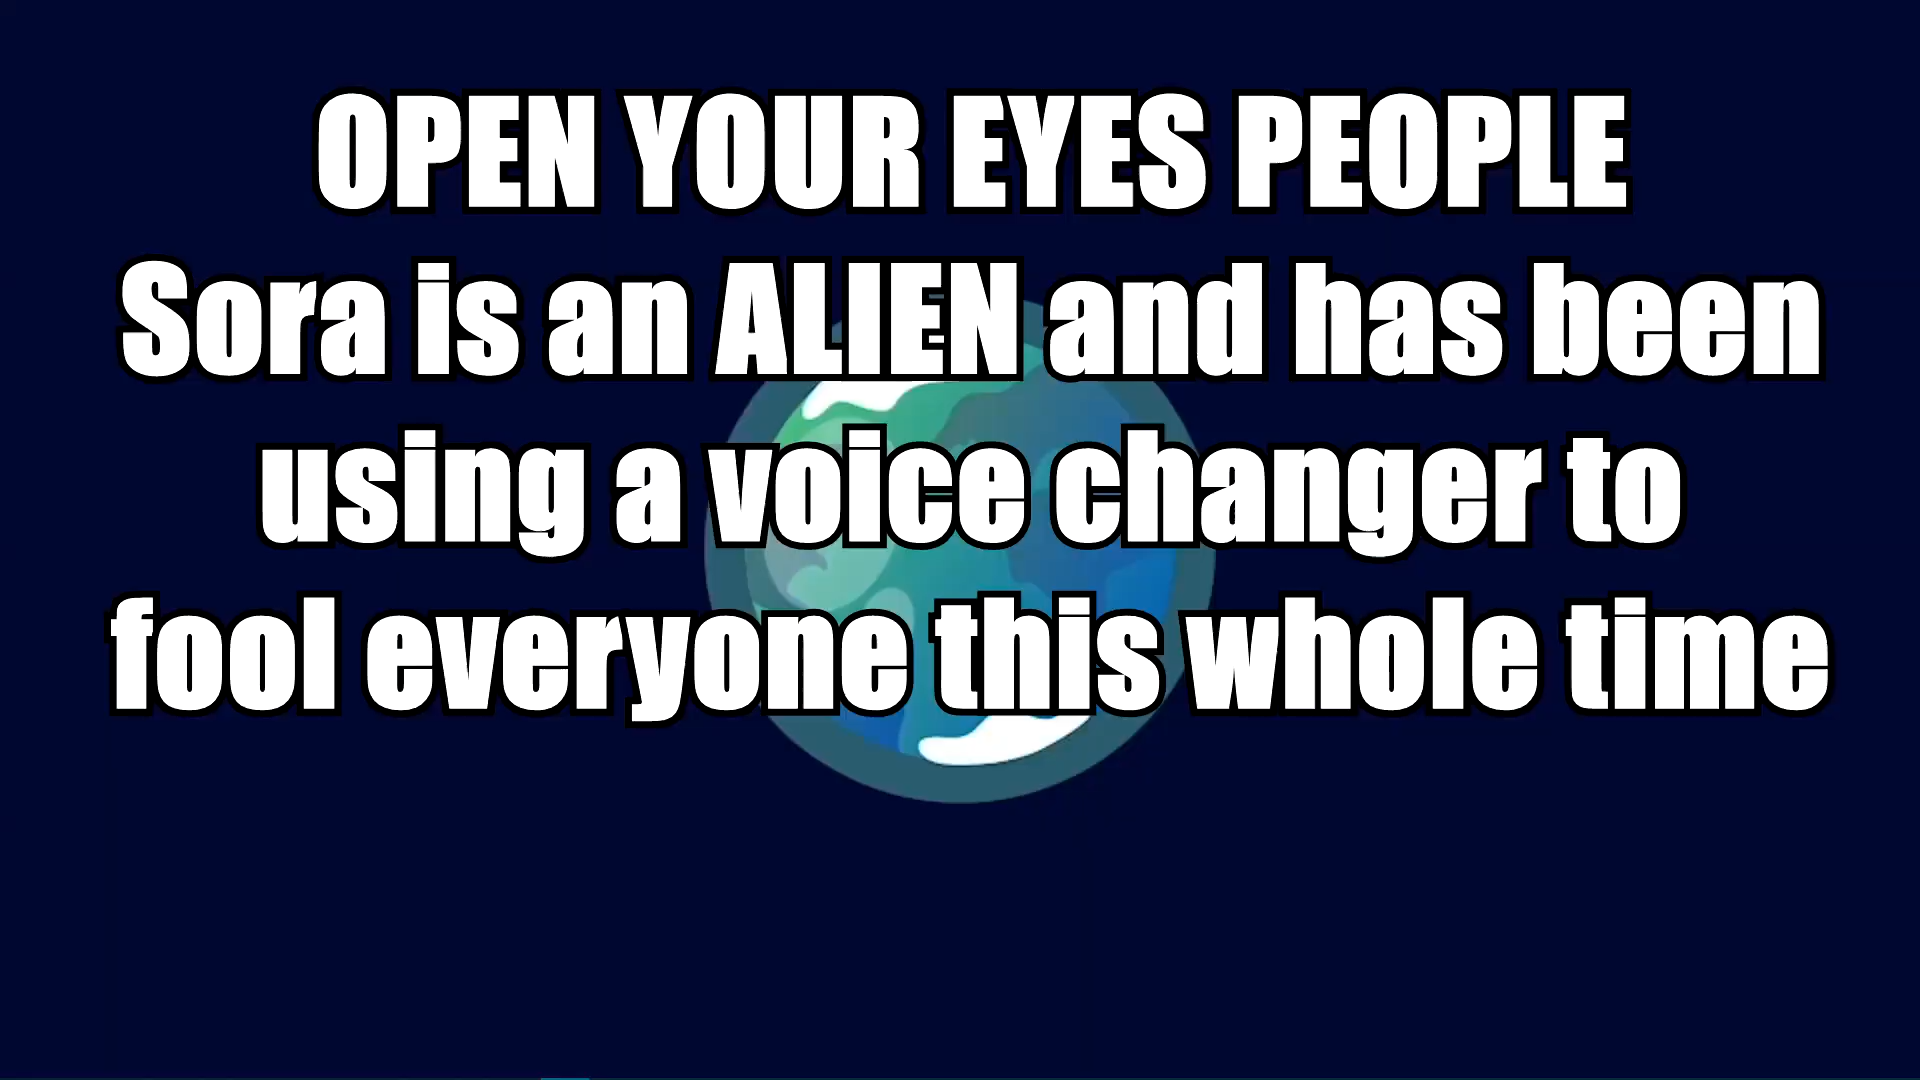 OPEN YOUR EYES PEOPLE
Sora is an ALIEN and has been
using a voice changer to
fool everyone this whole time